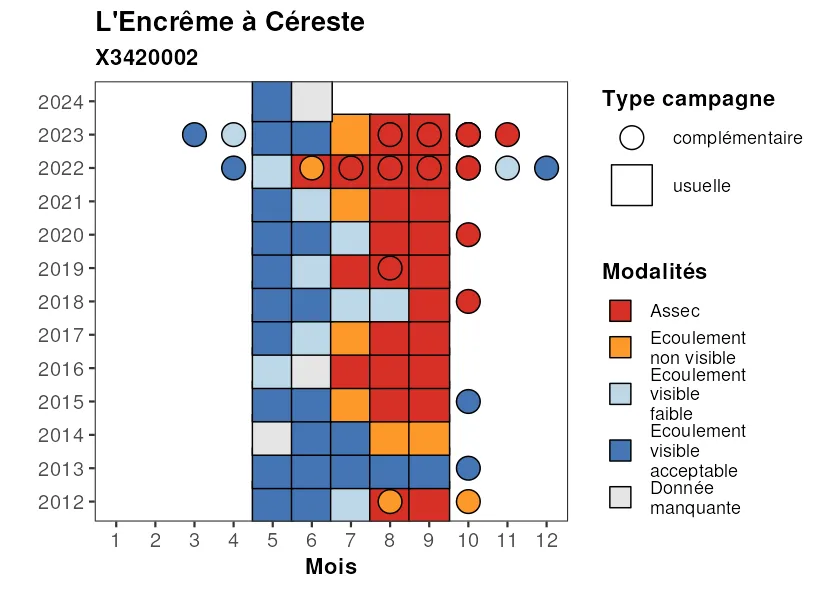 L'Encrême à Céreste
X3420002
2024
2023
2022
2021
2020
2019
2018
2017
2016
2015
2014
2013
2012
1 2 3 4 5 6 7 8 9 10 11 12
Mois
Type campagne
complémentaire
usuelle
Modalités
Assec
Ecoulement
non visible
Ecoulement
visible
faible
Ecoulement
visible
acceptable
Donnée
manquante